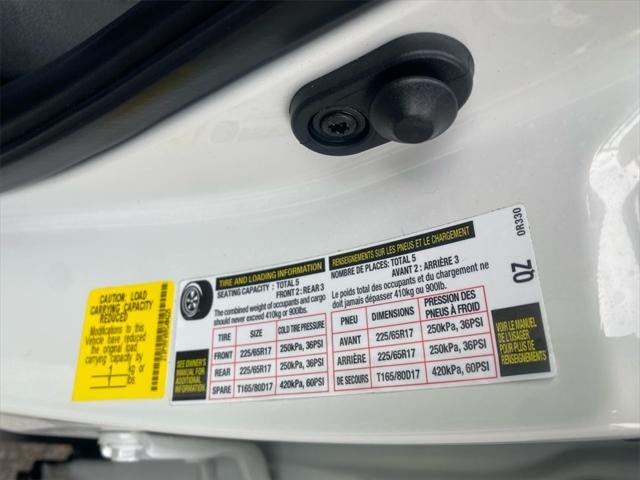 CAUTION: LOAD
CARRYING CAPACITY
REDUCED
Modifications to this
Vehicle have reduced
the original load
carrying capacity by
kg or
lbs.
TIRE AND LOADING INFORMATION
SEATING CAPACITY : TOTAL 5
FRONT 2 : REAR 3
The combined weight of occupants and cargo
should never exceed 410kg or 900lbs.
SEE OWNER'S
MANUAL FOR
ADDITIONAL
INFORMATION
TIRE SIZE COLD TIRE PRESSURE
FRONT 225/65R17 250kPa, 36PSI
REAR 225/65R17 250kPa, 36PSI
SPARE T165/80D17 420kPa, 60PSI
RENSEIGNEMENTS SUR LES PNEUS ET LE CHARGEMENT
NOMBRE DE PLACES: TOTAL 5
AVANT 2 : ARRIÈRE 3
Le poids total des occupants et du chargement ne
doit jamais dépasser 410kg ou 900lb.
PNEU DIMENSIONS PRESSION DES
PNEUS À FROID
AVANT 225/65R17 250kPa, 36PSI
ARRIÈRE 225/65R17 250kPa, 36PSI
DE SECOURS T165/80D17 420kPa, 60PSI
VOIR LE MANUEL
DE L'USAGER
POUR PLUS DE
RENSEIGNEMENTS
QZ
0R330